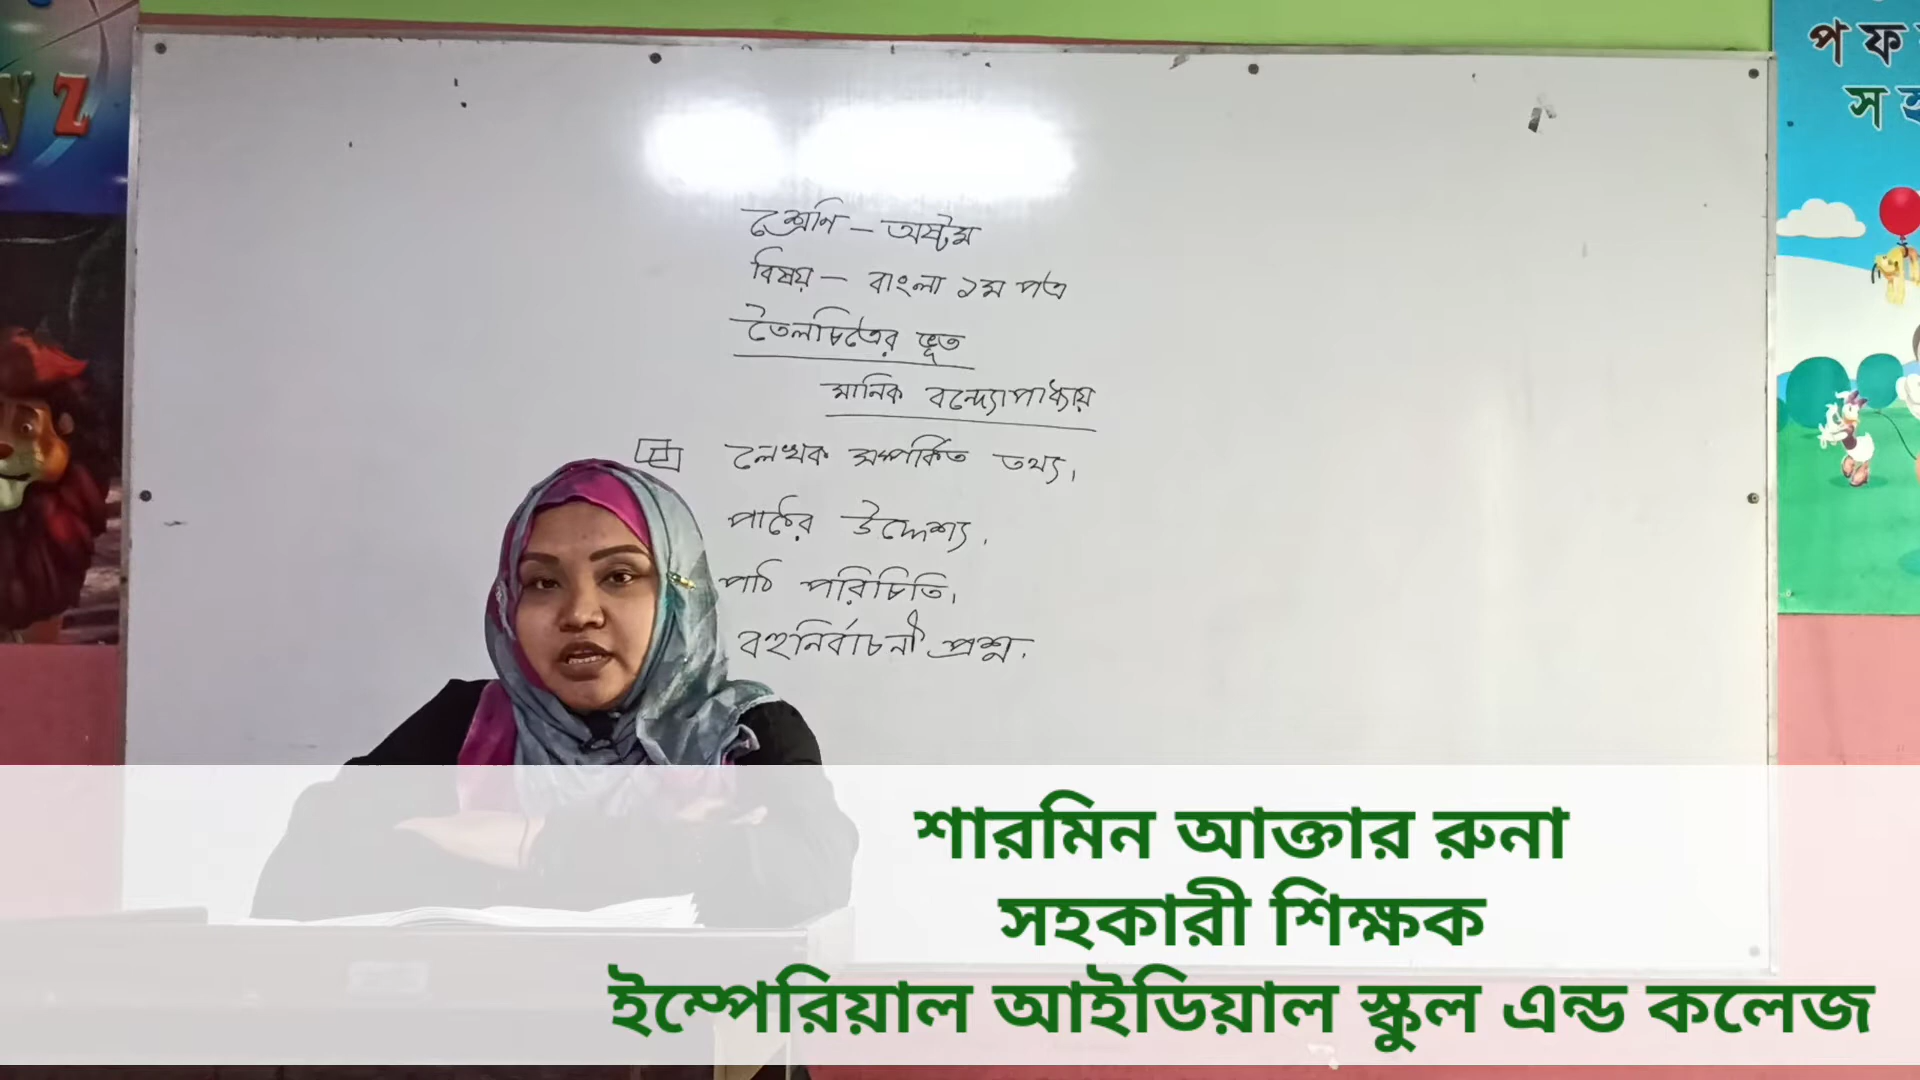 y z
প ফ
স হ
শ্রেণি - অষ্টম
বিষয় - বাংলা ১ম পত্র
তৈলচিত্রের ভূত
মানিক বন্দ্যোপাধ্যায়
লেখক সম্পর্কিত তথ্য।
পাঠের উদ্দেশ্য।
পাঠ পরিচিতি।
বহুনির্বাচনী প্রশ্ন।
শারমিন আক্তার রুনা
সহকারী শিক্ষক
ইম্পেরিয়াল আইডিয়াল স্কুল এন্ড কলেজ